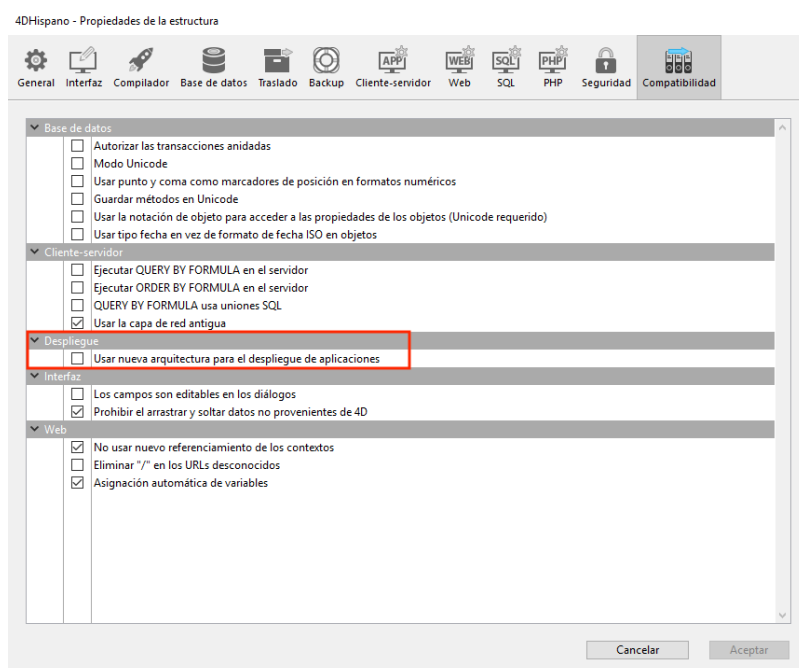 4DHispano - Propiedades de la estructura
General Interfaz Compilador Base de datos Traslado Backup Cliente-servidor Web SQL PHP Seguridad Compatibilidad
APP WEB SQL PHP
Base de datos
Autorizar las transacciones anidadas
Modo Unicode
Usar punto y coma como marcadores de posición en formatos numéricos
Guardar métodos en Unicode
Usar la notación de objeto para acceder a las propiedades de los objetos (Unicode requerido)
Usar tipo fecha en vez de formato de fecha ISO en objetos
Cliente-servidor
Ejecutar QUERY BY FORMULA en el servidor
Ejecutar ORDER BY FORMULA en el servidor
QUERY BY FORMULA usa uniones SQL
Usar la capa de red antigua
Despliegue
Usar nueva arquitectura para el despliegue de aplicaciones
Interfaz
Los campos son editables en los diálogos
Prohibir el arrastrar y soltar datos no provenientes de 4D
Web
No usar nuevo referenciamiento de los contextos
Eliminar "/" en los URLs desconocidos
Asignación automática de variables
Cancelar Aceptar